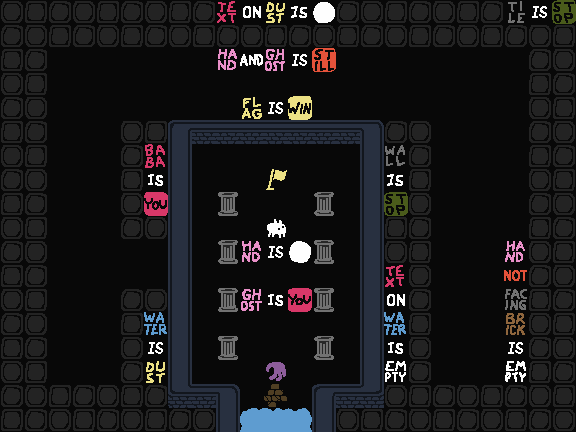 TEXT ON DUST IS
TILE IS STOP
HAND AND GHOST IS STILL
FLAG IS WIN
BABA IS YOU
WALL IS STOP
HAND IS
GHOST IS YOU
WATER IS DUST
TEXT ON WATER IS EMPTY
HAND NOT FACING BRICK IS EMPTY